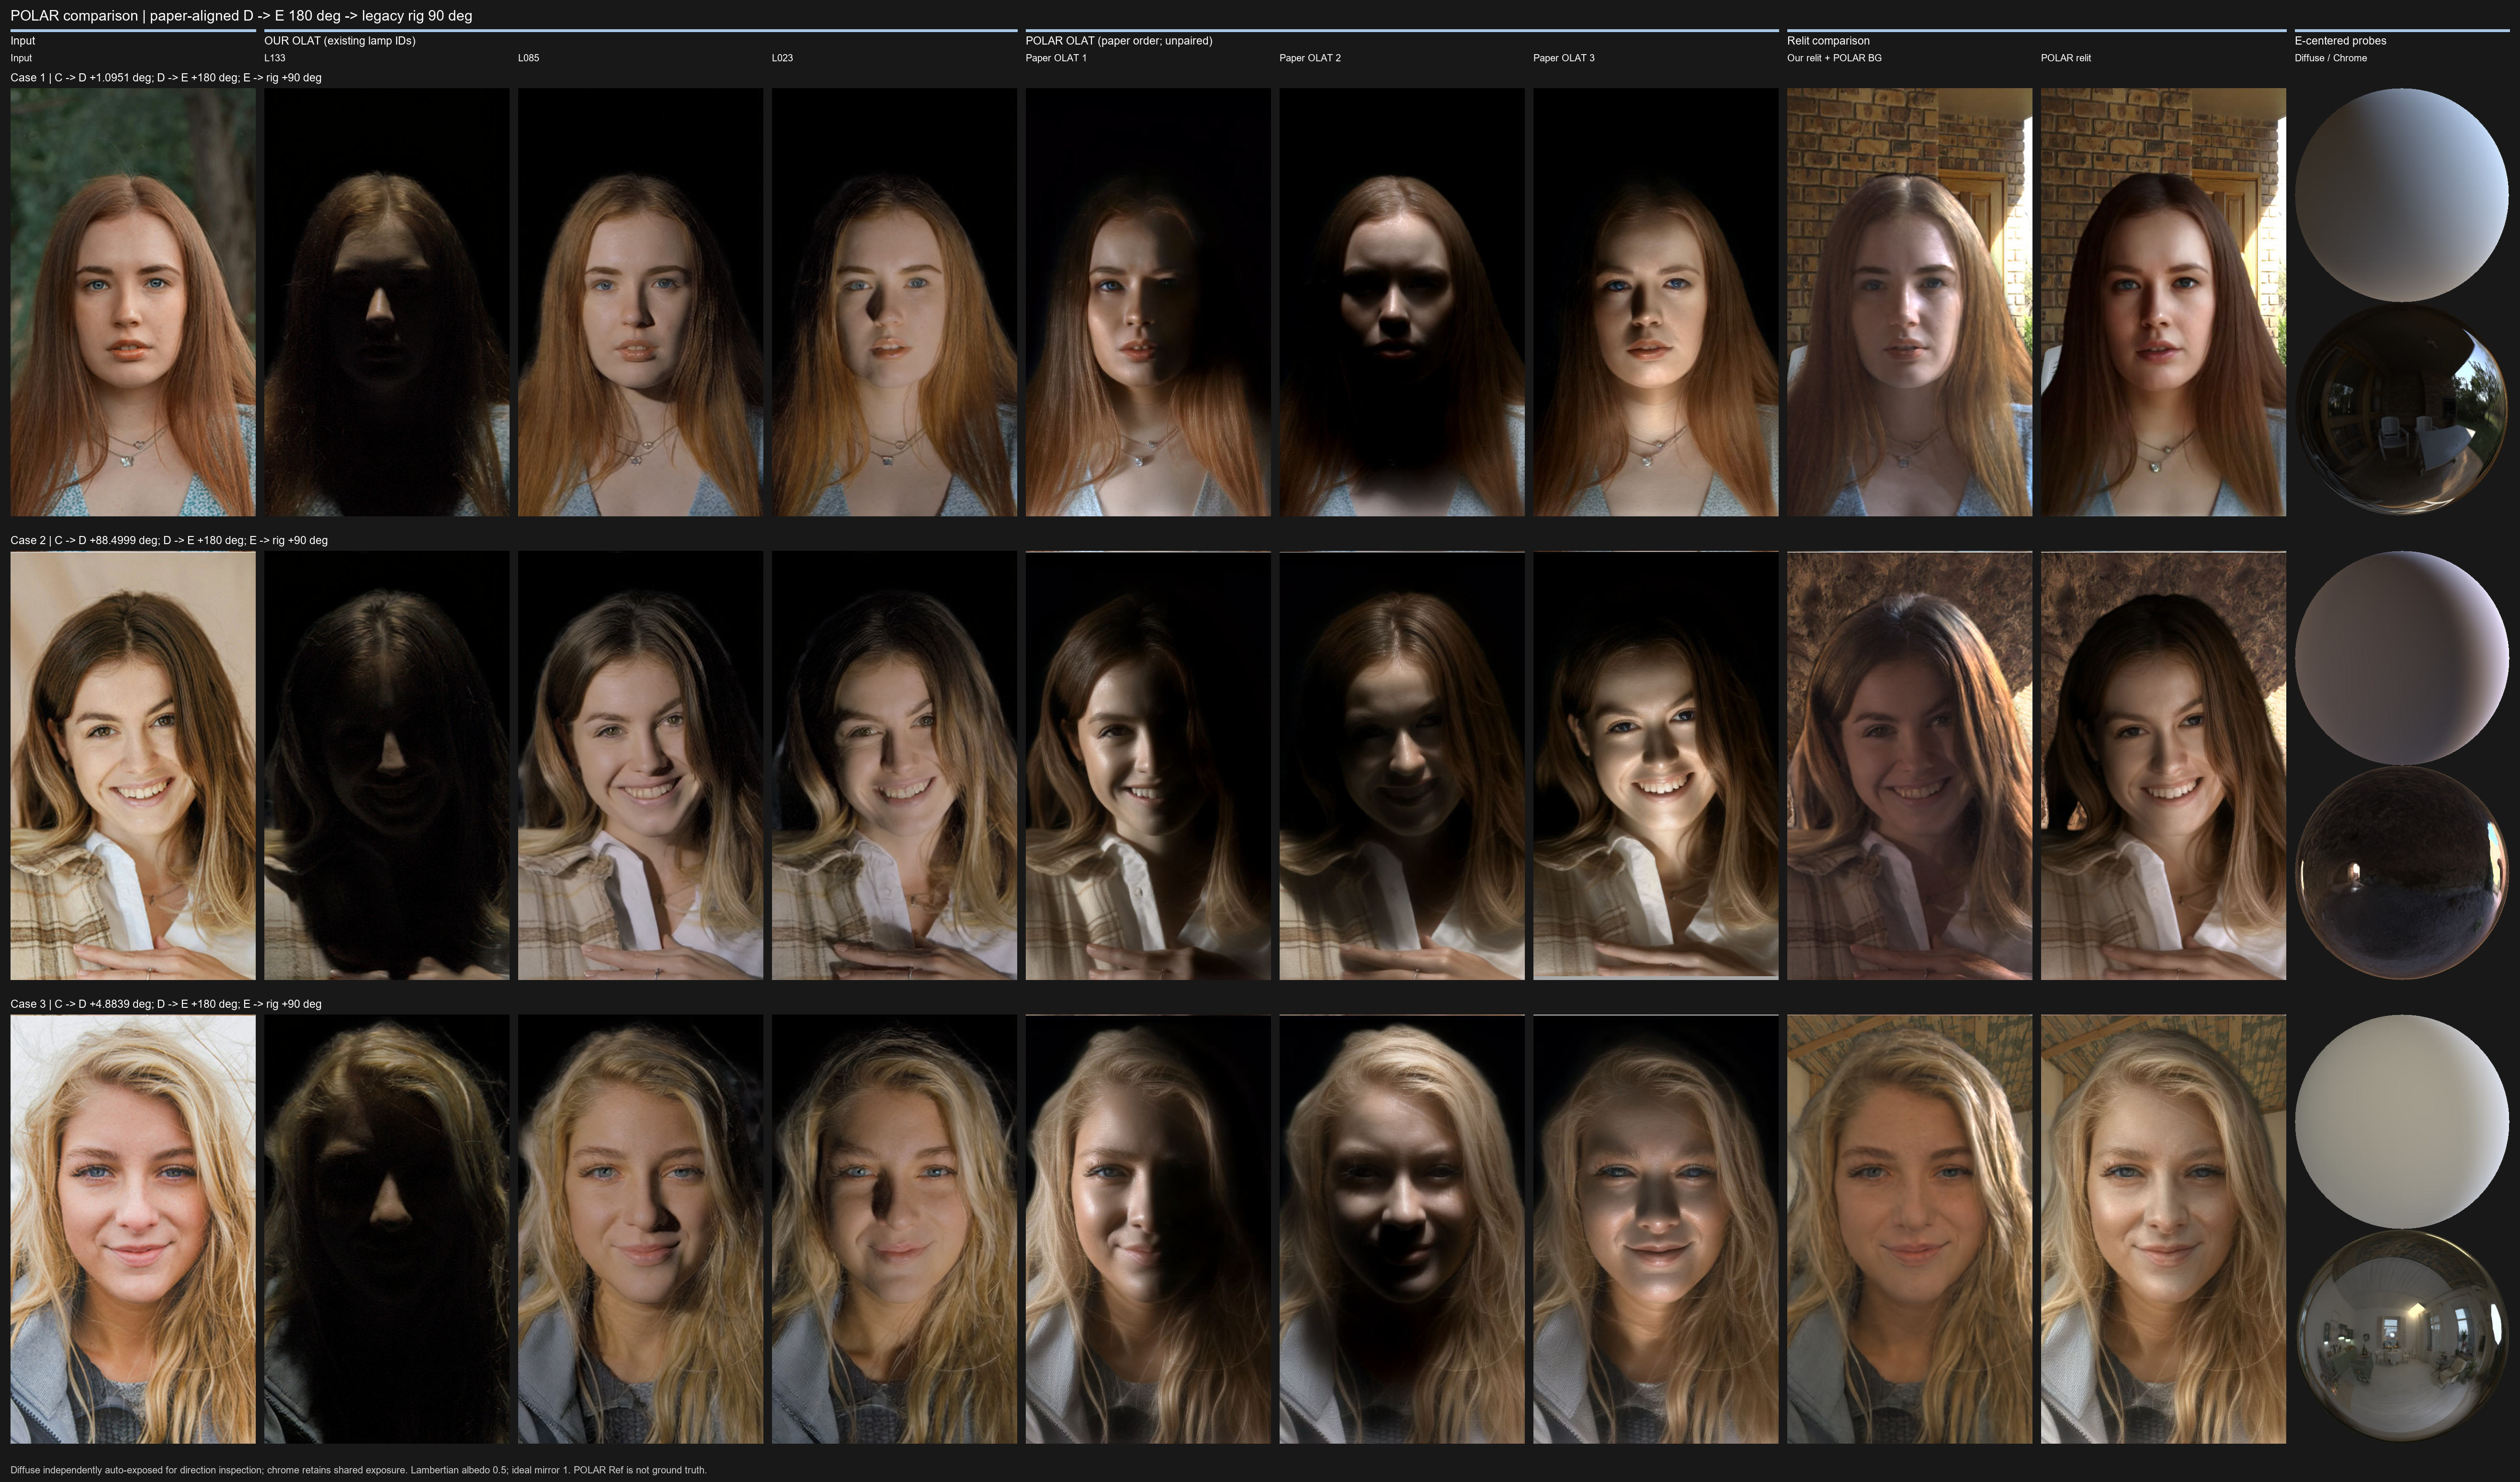 POLAR comparison | paper-aligned D -> E 180 deg -> legacy rig 90 deg
Input
OUR OLAT (existing lamp IDs)
POLAR OLAT (paper order; unpaired)
Relit comparison
E-centered probes
Input
L133
L085
L023
Paper OLAT 1
Paper OLAT 2
Paper OLAT 3
Our relit + POLAR BG
POLAR relit
Diffuse / Chrome
Case 1 | C -> D +1.0951 deg; D -> E +180 deg; E -> rig +90 deg
Case 2 | C -> D +88.4999 deg; D -> E +180 deg; E -> rig +90 deg
Case 3 | C -> D +4.8839 deg; D -> E +180 deg; E -> rig +90 deg
Diffuse independently auto-exposed for direction inspection; chrome retains shared exposure. Lambertian albedo 0.5; ideal mirror 1. POLAR Ref is not ground truth.